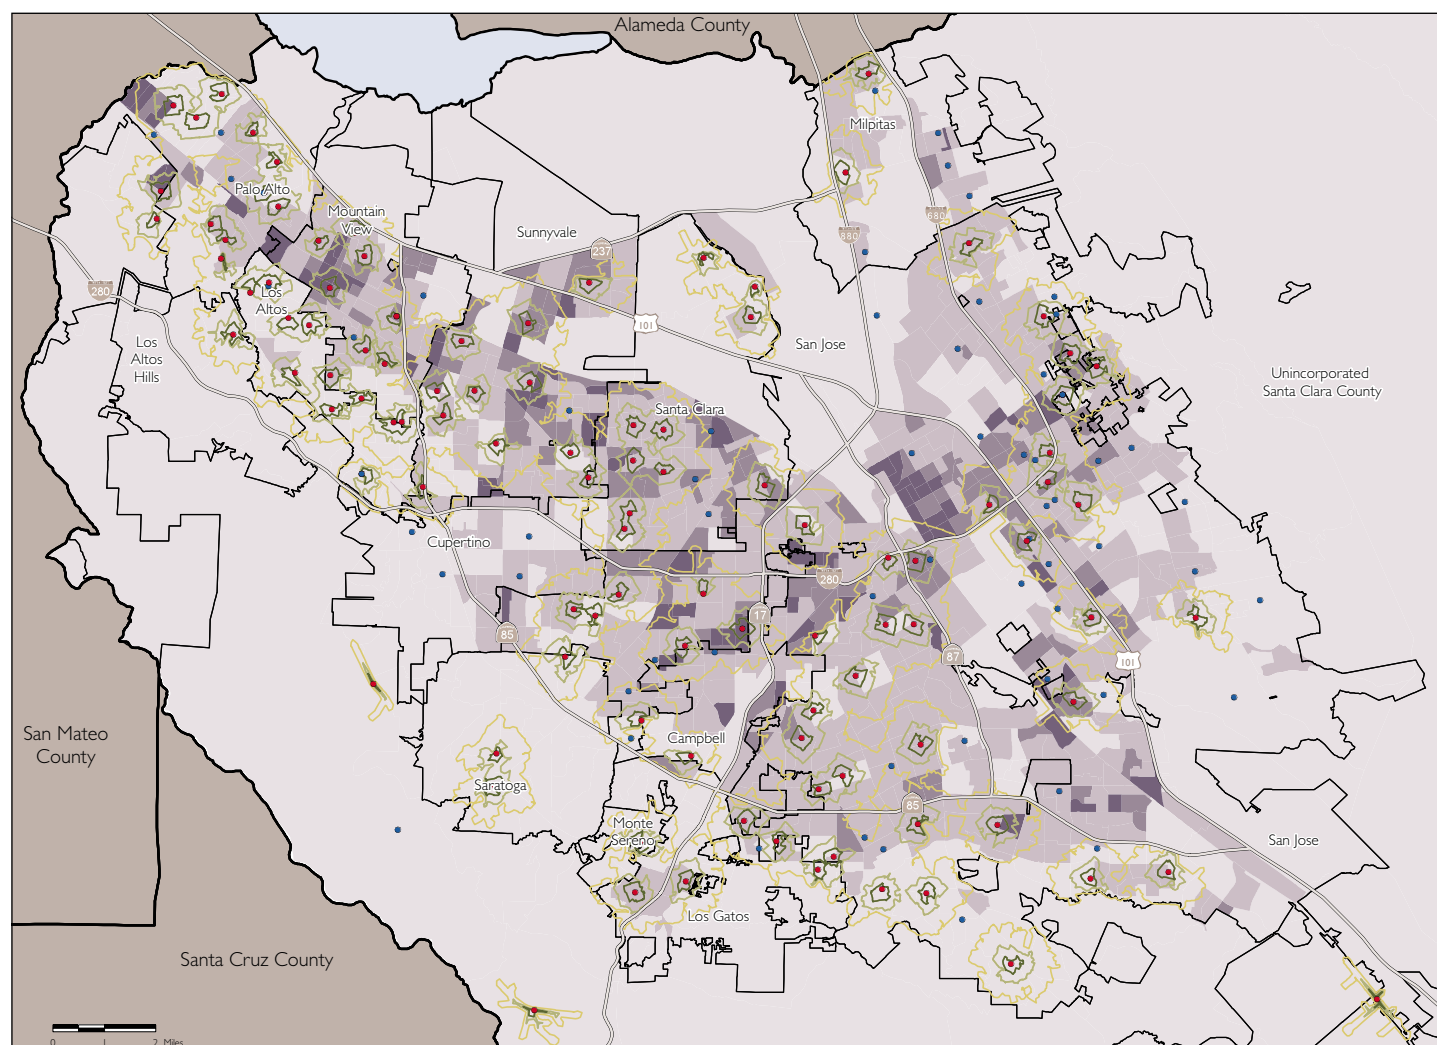 Alameda County
Milpitas
Palo Alto
Mountain
View
680
Sunnyvale
880
237
280
Los
Altos
101
Los
Altos
Hills
San Jose
Unincorporated
Santa Clara County
Santa Clara
Cupertino
280
17
85
87
101
San Mateo
County
Campbell
Saratoga
85
Monte
Sereno
San Jose
Los Gatos
Santa Cruz County
0 1 2 Miles